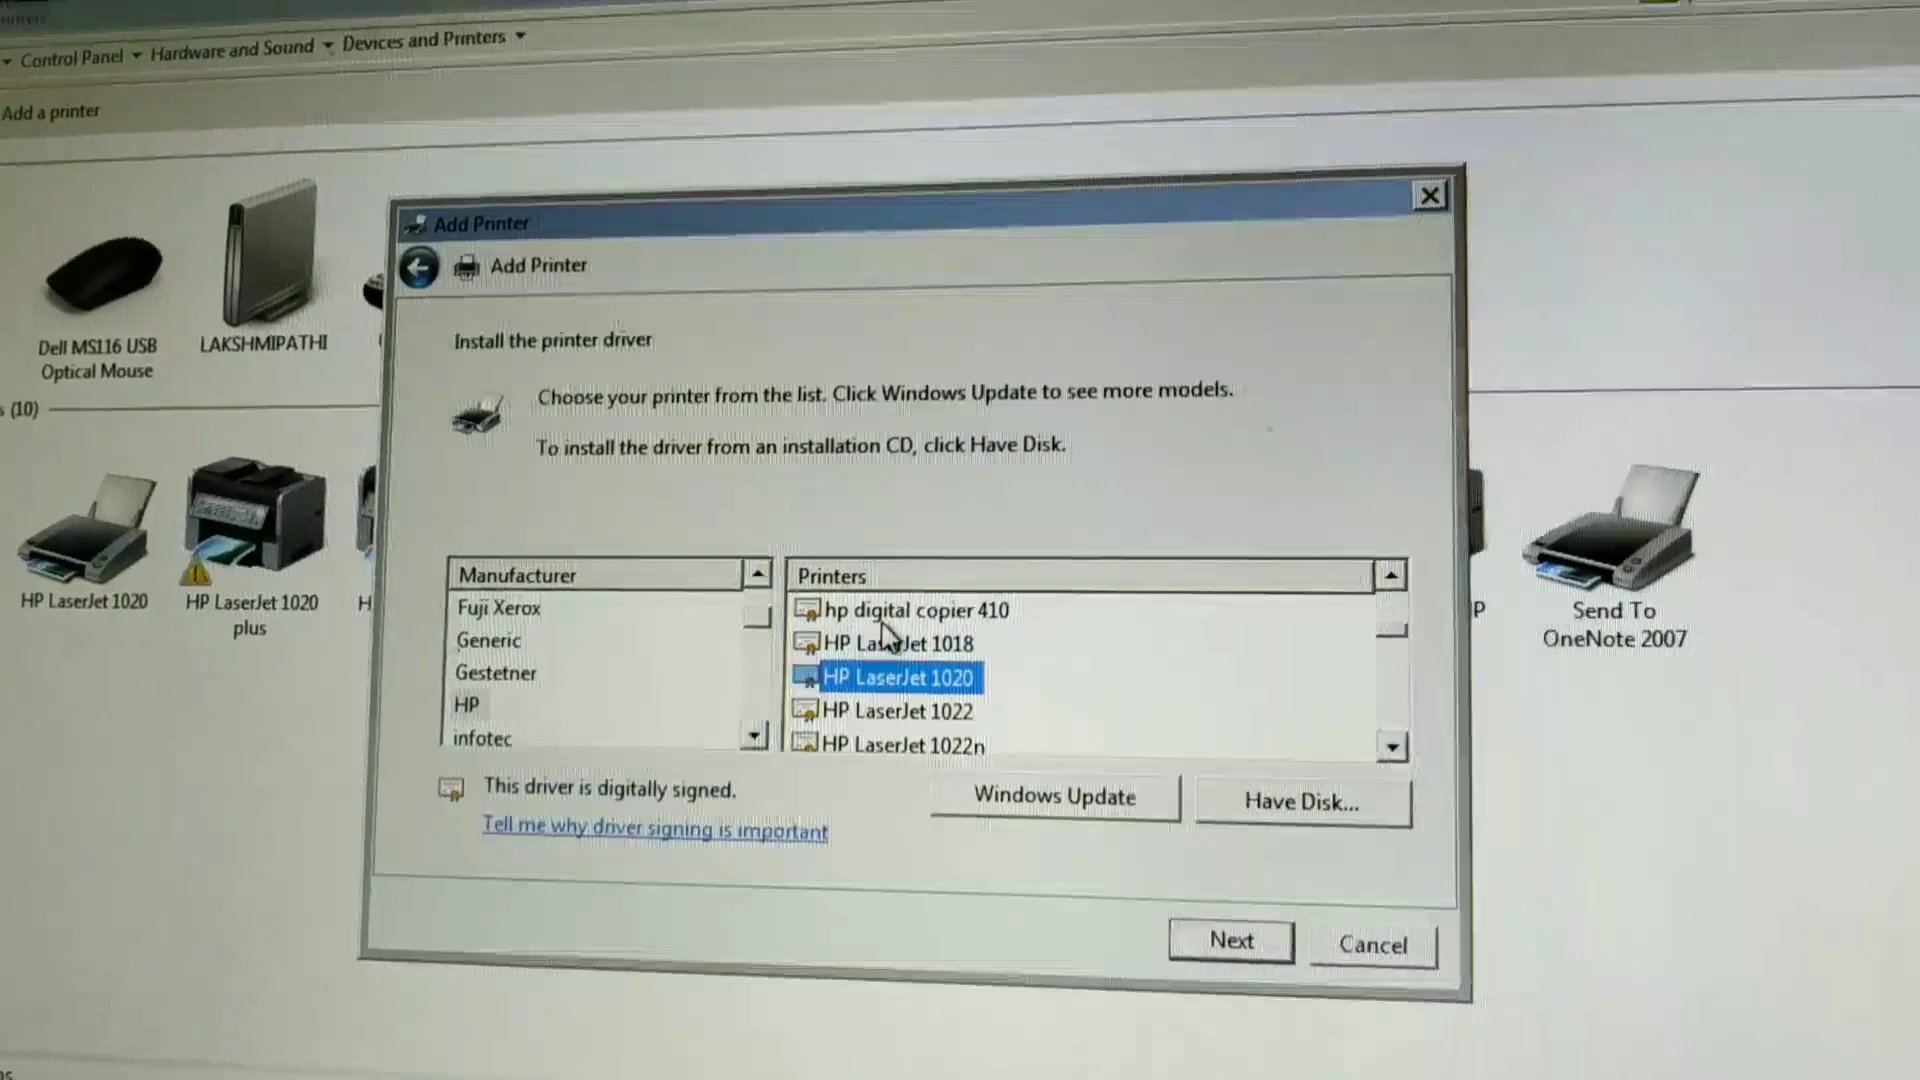 Control Panel Hardware and Sound Devices and Printers
Add a printer
Dell MS116 USB
Optical Mouse
LAKSHMIPATHI
(10)
HP LaserJet 1020
HP LaserJet 1020
plus
Send To
OneNote 2007
Add Printer
Add Printer
Install the printer driver
Choose your printer from the list. Click Windows Update to see more models.
To install the driver from an installation CD, click Have Disk.
Manufacturer
Fuji Xerox
Generic
Gestetner
HP
infotec
Printers
hp digital copier 410
HP LaserJet 1018
HP LaserJet 1020
HP LaserJet 1022
HP LaserJet 1022n
This driver is digitally signed.
Tell me why driver signing is important
Windows Update
Have Disk...
Next
Cancel